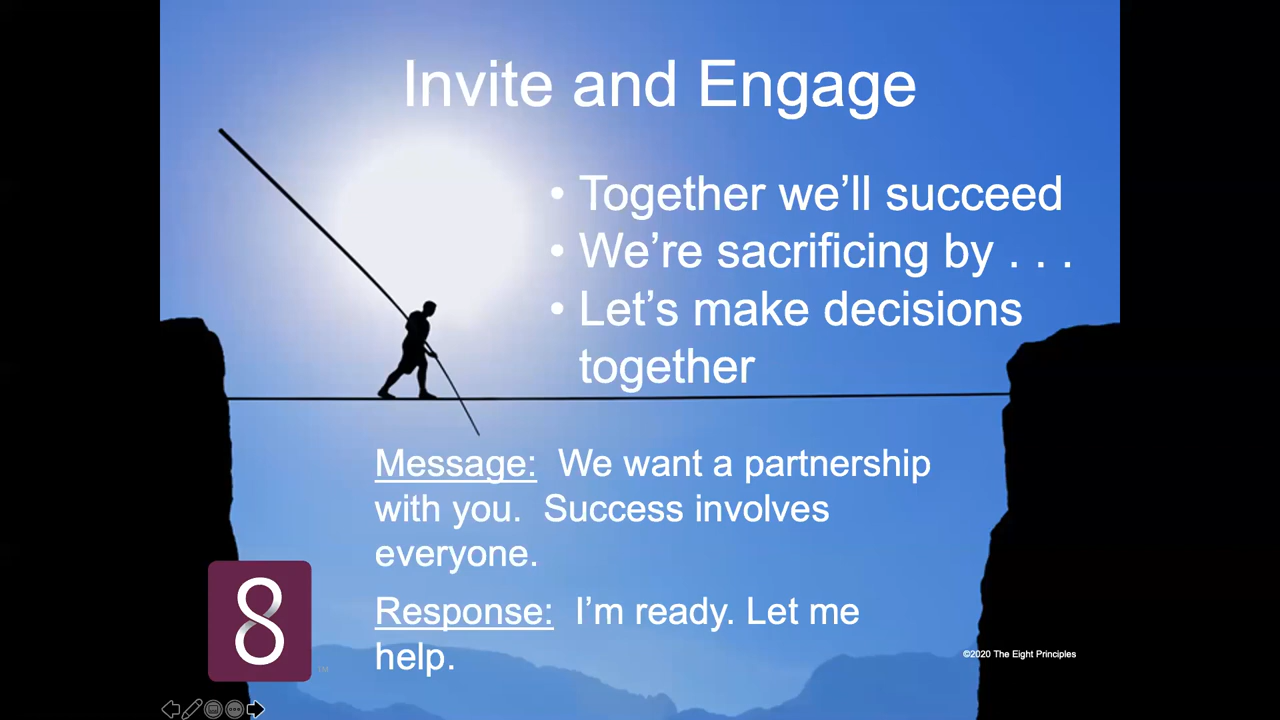 Invite and Engage
• Together we’ll succeed
• We’re sacrificing by . . .
• Let’s make decisions
together
Message:  We want a partnership
with you.  Success involves
everyone.
Response:  I’m ready. Let me
help.
8
TM
©2020 The Eight Principles